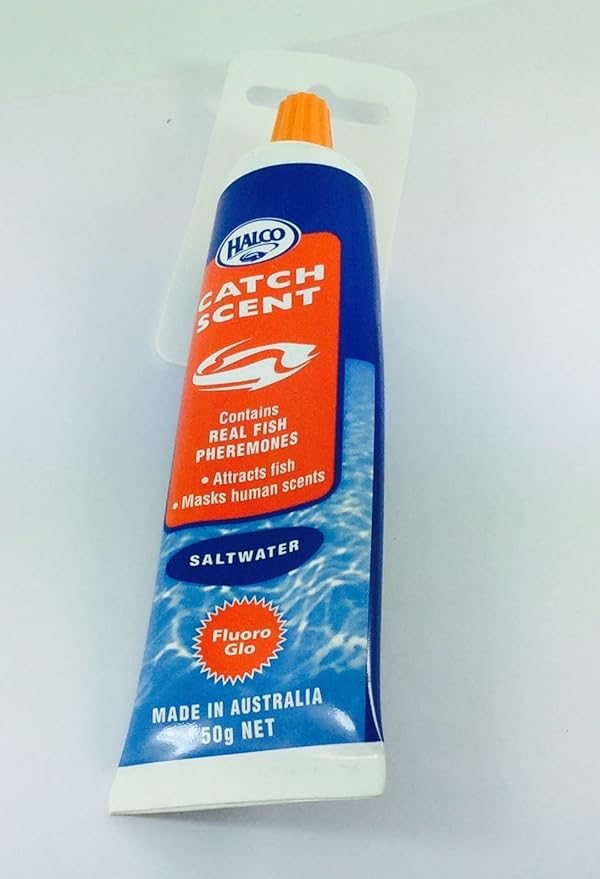 HALCO
CATCH
SCENT
Contains
REAL FISH
PHEREMONES
• Attracts fish
• Masks human scents
SALTWATER
Fluoro
Glo
MADE IN AUSTRALIA
50g NET